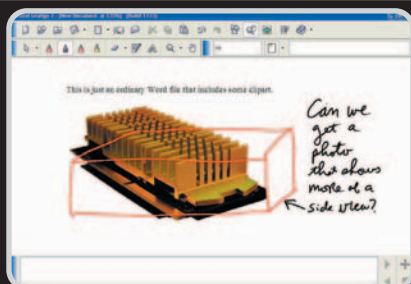 This is just an ordinary Word file that includes some clipart.
Can we
get a
photo
that shows
more of a
side view?